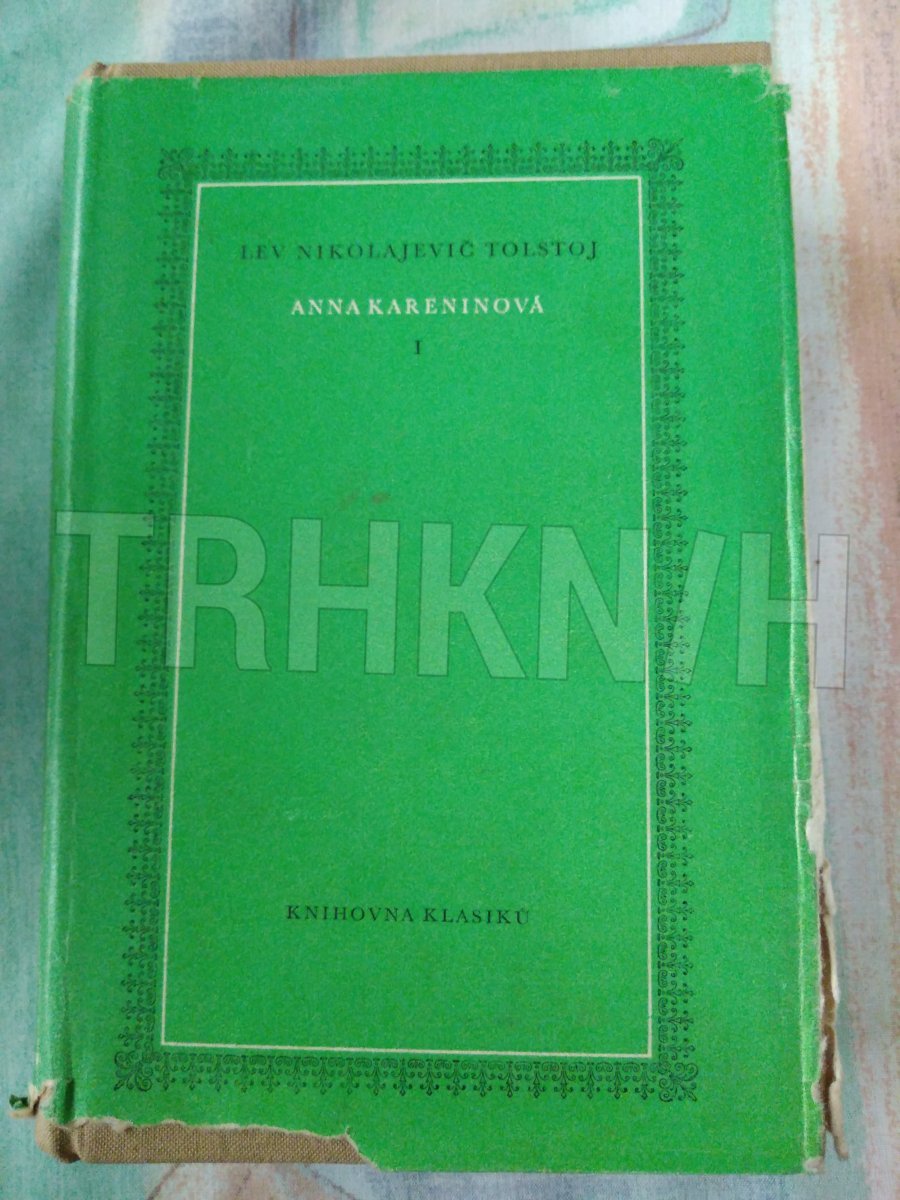 LEV NIKOLAJEVIČ TOLSTOJ
ANNA KARENINOVÁ
I
TRHKNIH
KNIHOVNA KLASIKŮ